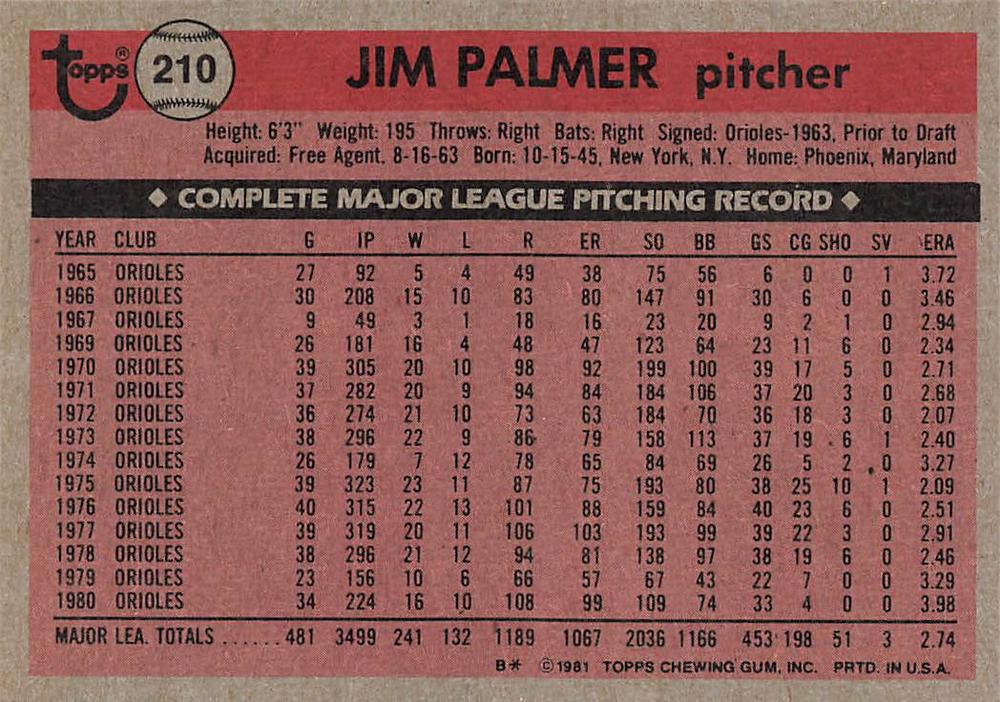 Topps® 210 JIM PALMER pitcher
Height: 6'3" Weight: 195 Throws: Right Bats: Right Signed: Orioles-1963, Prior to Draft
Acquired: Free Agent, 8-16-63 Born: 10-15-45, New York, N.Y. Home: Phoenix, Maryland
◆ COMPLETE MAJOR LEAGUE PITCHING RECORD ◆
YEAR CLUB G IP W L R ER SO BB GS CG SHO SV ERA
1965 ORIOLES 27 92 5 4 49 38 75 56 6 0 0 1 3.72
1966 ORIOLES 30 208 15 10 83 80 147 91 30 6 0 0 3.46
1967 ORIOLES 9 49 3 1 18 16 23 20 9 2 1 0 2.94
1969 ORIOLES 26 181 16 4 48 47 123 64 23 11 6 0 2.34
1970 ORIOLES 39 305 20 10 98 92 199 100 39 17 5 0 2.71
1971 ORIOLES 37 282 20 9 94 84 184 106 37 20 3 0 2.68
1972 ORIOLES 36 274 21 10 73 63 184 70 36 18 3 0 2.07
1973 ORIOLES 38 296 22 9 86 79 158 113 37 19 6 1 2.40
1974 ORIOLES 26 179 7 12 78 65 84 69 26 5 2 0 3.27
1975 ORIOLES 39 323 23 11 87 75 193 80 38 25 10 1 2.09
1976 ORIOLES 40 315 22 13 101 88 159 84 40 23 6 0 2.51
1977 ORIOLES 39 319 20 11 106 103 193 99 39 22 3 0 2.91
1978 ORIOLES 38 296 21 12 94 81 138 97 38 19 6 0 2.46
1979 ORIOLES 23 156 10 6 66 57 67 43 22 7 0 0 3.29
1980 ORIOLES 34 224 16 10 108 99 109 74 33 4 0 0 3.98
MAJOR LEA. TOTALS ...... 481 3499 241 132 1189 1067 2036 1166 453 198 51 3 2.74
B* ©1981 TOPPS CHEWING GUM, INC. PRTD. IN U.S.A.